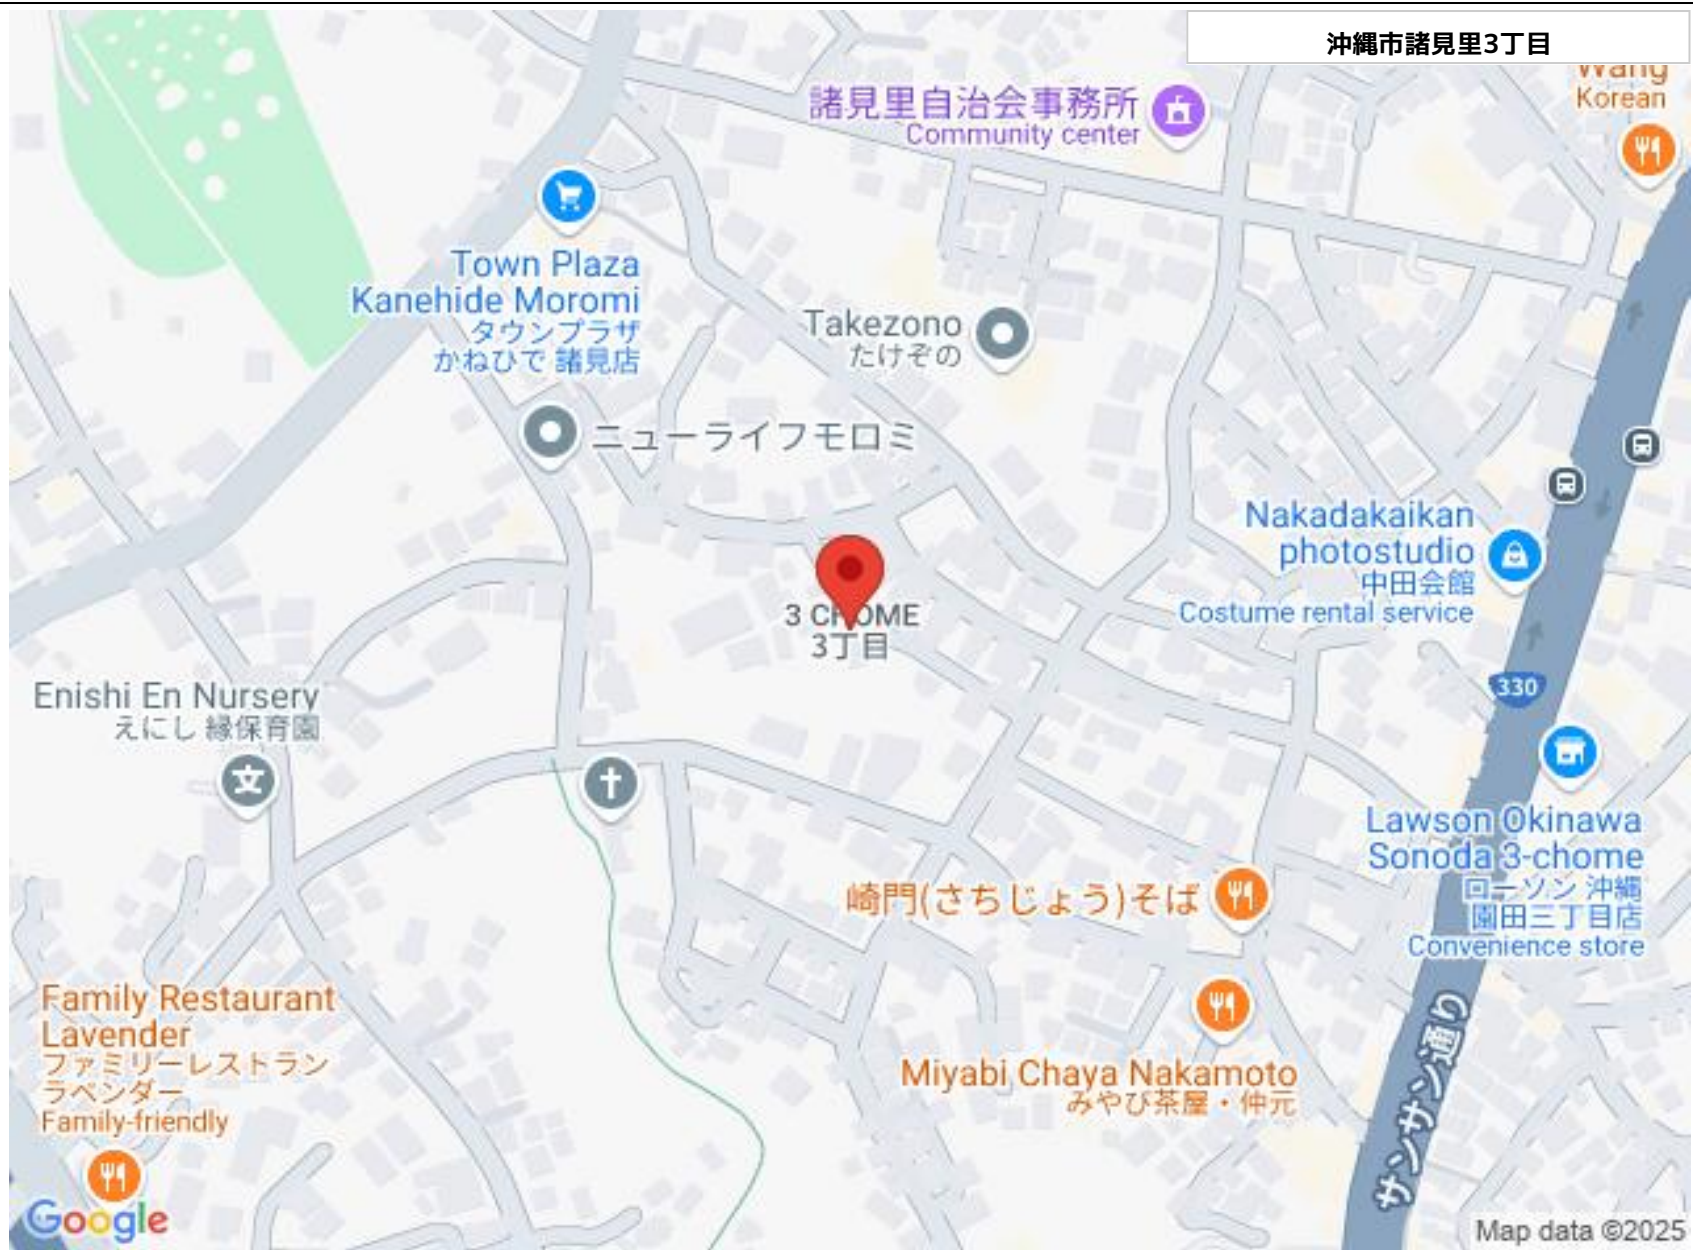 沖縄市諸見里3丁目
Wang
Korean
諸見里自治会事務所
Community center
Town Plaza
Kanehide Moromi
タウンプラザ
かねひで 諸見店
Takezono
たけぞの
ニューライフモロミ
Nakadakaikan
photostudio
中田会館
Costume rental service
3 CHOME
3丁目
330
Enishi En Nursery
えにし 縁保育園
Lawson Okinawa
Sonoda 3-chome
ローソン 沖縄
園田三丁目店
Convenience store
崎門(さちじょう)そば
Family Restaurant
Lavender
ファミリーレストラン
ラベンダー
Family-friendly
Miyabi Chaya Nakamoto
みやび茶屋・仲元
サンサン通り
Google
Map data ©2025